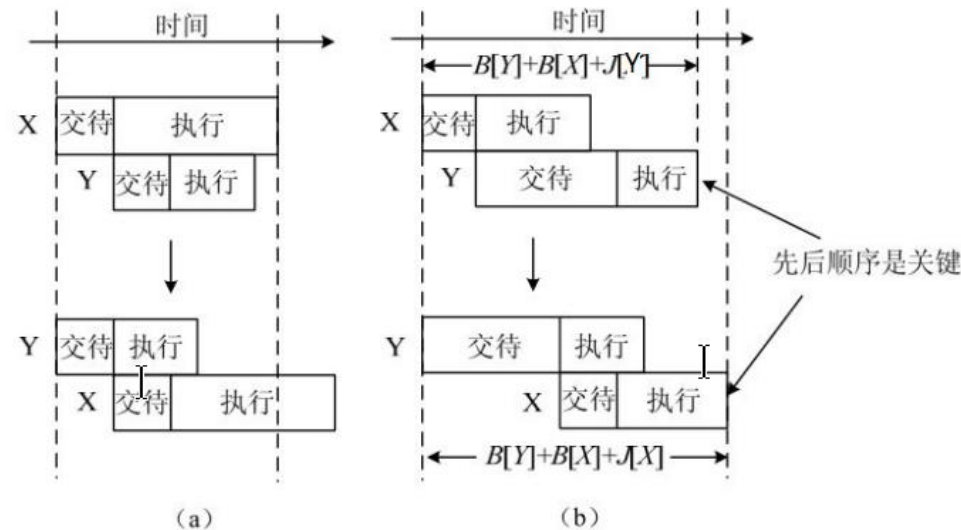 时间
X 交待 执行
Y 交待 执行
Y 交待 执行
X 交待 执行
（a）
时间
B[Y]+B[X]+J[Y]
X 交待 执行
Y 交待 执行
先后顺序是关键
Y 交待 执行
X 交待 执行
B[Y]+B[X]+J[X]
（b）